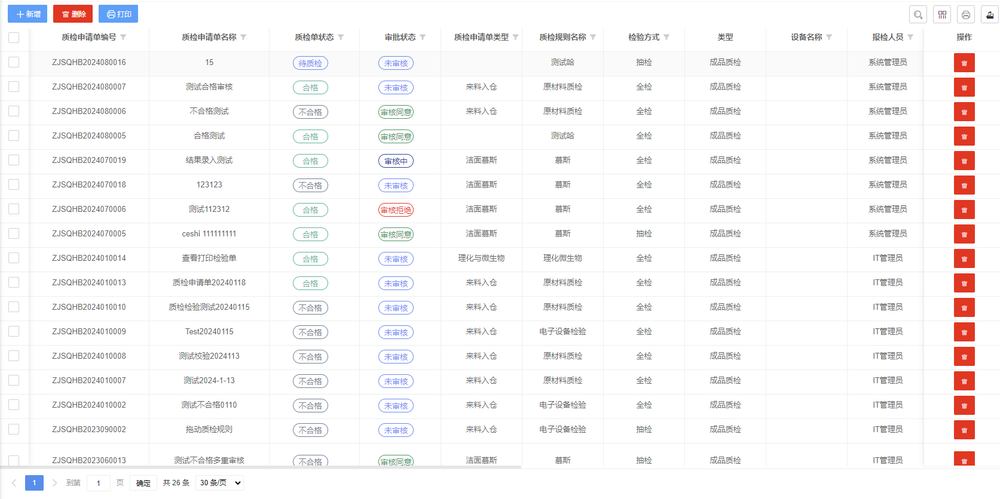 新增 删除 打印
质检申请单编号 质检申请单名称 质检单状态 审批状态 质检申请单类型 质检规则名称 检验方式 类型 设备名称 报检人员 操作
ZJSQHB2024080016 15 待质检 未审核 测试哈 抽检 成品质检 系统管理员
ZJSQHB2024080007 测试合格审核 合格 未审核 来料入仓 原材料质检 全检 成品质检 系统管理员
ZJSQHB2024080006 不合格测试 不合格 审核同意 来料入仓 原材料质检 全检 成品质检 系统管理员
ZJSQHB2024080005 合格测试 合格 审核同意 测试哈 全检 成品质检 系统管理员
ZJSQHB2024070019 结果录入测试 合格 审核中 洁面慕斯 慕斯 全检 成品质检 系统管理员
ZJSQHB2024070018 123123 不合格 未审核 洁面慕斯 慕斯 全检 成品质检 系统管理员
ZJSQHB2024070006 测试112312 合格 审核拒绝 洁面慕斯 慕斯 全检 成品质检 系统管理员
ZJSQHB2024070005 ceshi 111111111 合格 审核同意 洁面慕斯 慕斯 抽检 成品质检 系统管理员
ZJSQHB2024010014 查看打印检验单 合格 未审核 理化与微生物 理化微生物 全检 成品质检 IT管理员
ZJSQHB2024010013 质检申请单20240118 合格 未审核 来料入仓 原材料质检 全检 成品质检 IT管理员
ZJSQHB2024010010 质检检验测试20240115 不合格 未审核 来料入仓 原材料质检 全检 成品质检 IT管理员
ZJSQHB2024010009 Test20240115 不合格 未审核 来料入仓 电子设备检验 全检 成品质检 IT管理员
ZJSQHB2024010008 测试校验2024113 不合格 未审核 来料入仓 原材料质检 全检 成品质检 IT管理员
ZJSQHB2024010007 测试2024-1-13 不合格 未审核 来料入仓 原材料质检 全检 成品质检 IT管理员
ZJSQHB2024010002 测试不合格0110 不合格 未审核 来料入仓 电子设备检验 全检 成品质检 IT管理员
ZJSQHB2023090002 拖动质检规则 不合格 未审核 来料入仓 电子设备检验 抽检 成品质检 IT管理员
ZJSQHB2023060013 测试不合格多重审核 不合格 审核同意 洁面慕斯 慕斯 抽检 成品质检 IT管理员
1 到第 1 页 确定 共 26 条 30 条/页